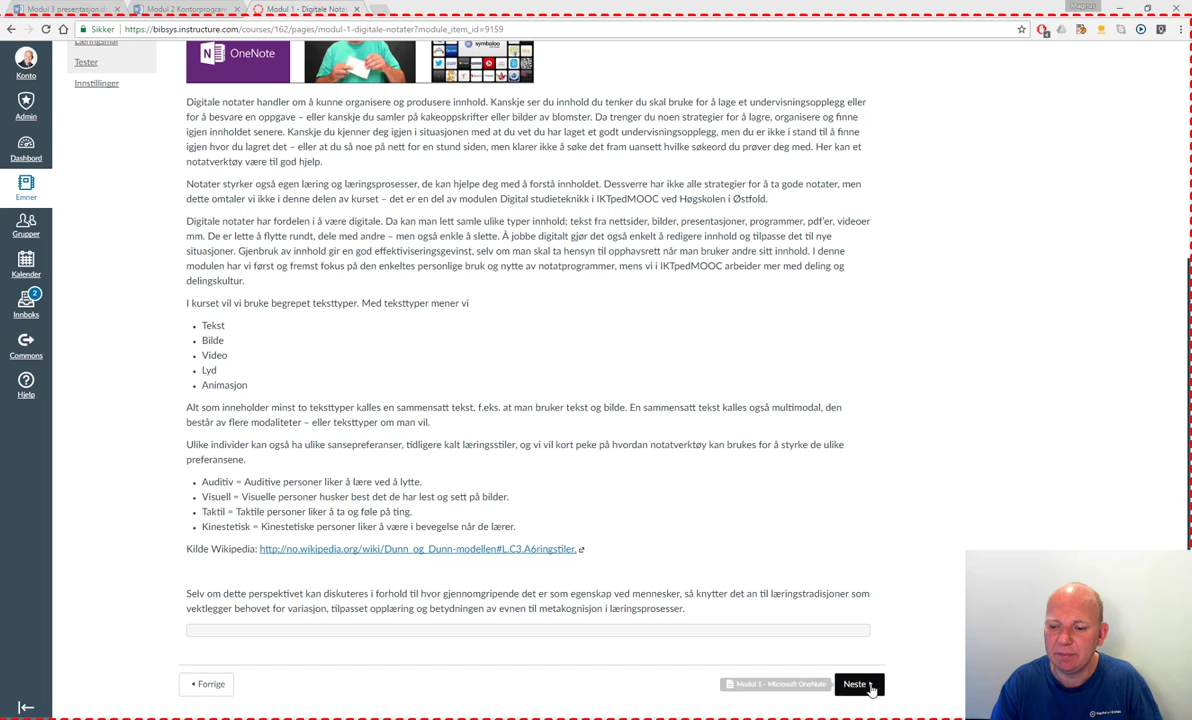 Modul 3 presentasjon.d
Modul 2 Kontorprogram
Modul 1 - Digitale Nota
Magnus
Sikker
https://bibsys.instructure.com/courses/162/pages/modul-1-digitale-notater?module_item_id=9159
Konto
Admin
Dashbord
Emner
Grupper
Kalender
2
Innboks
Commons
Hjelp
Læringsmål
Tester
Innstillinger
OneNote
symbaloo
Digitale notater handler om å kunne organisere og produsere innhold. Kanskje ser du innhold du tenker du skal bruke for å lage et undervisningsopplegg eller
for å besvare en oppgave – eller kanskje du samler på kakeoppskrifter eller bilder av blomster. Da trenger du noen strategier for å lagre, organisere og finne
igjen innholdet senere. Kanskje du kjenner deg igjen i situasjonen med at du vet du har laget et godt undervisningsopplegg, men du er ikke i stand til å finne
igjen hvor du lagret det – eller at du så noe på nett for en stund siden, men klarer ikke å søke det fram uansett hvilke søkeord du prøver deg med. Her kan et
notatverktøy være til god hjelp.
Notater styrker også egen læring og læringsprosesser, de kan hjelpe deg med å forstå innholdet. Dessverre har ikke alle strategier for å ta gode notater, men
dette omtaler vi ikke i denne delen av kurset – det er en del av modulen Digital studieteknikk i IKTpedMOOC ved Høgskolen i Østfold.
Digitale notater har fordelen i å være digitale. Da kan man lett samle ulike typer innhold; tekst fra nettsider, bilder, presentasjoner, programmer, pdf'er, videoer
mm. De er lette å flytte rundt, dele med andre – men også enkle å slette. Å jobbe digitalt gjør det også enkelt å redigere innhold og tilpasse det til nye
situasjoner. Gjenbruk av innhold gir en god effektiviseringsgevinst, selv om man skal ta hensyn til opphavsrett når man bruker andre sitt innhold. I denne
modulen har vi først og fremst fokus på den enkeltes personlige bruk og nytte av notatprogrammer, mens vi i IKTpedMOOC arbeider mer med deling og
delingskultur.
I kurset vil vi bruke begrepet teksttyper. Med teksttyper mener vi
• Tekst
• Bilde
• Video
• Lyd
• Animasjon
Alt som inneholder minst to teksttyper kalles en sammensatt tekst, f.eks. at man bruker tekst og bilde. En sammensatt tekst kalles også multimodal, den
består av flere modaliteter – eller teksttyper om man vil.
Ulike individer kan også ha ulike sansepreferanser, tidligere kalt læringsstiler, og vi vil kort peke på hvordan notatverktøy kan brukes for å styrke de ulike
preferansene.
• Auditiv = Auditive personer liker å lære ved å lytte.
• Visuell = Visuelle personer husker best det de har lest og sett på bilder.
• Taktil = Taktile personer liker å ta og føle på ting.
• Kinestetisk = Kinestetiske personer liker å være i bevegelse når de lærer.
Kilde Wikipedia: http://no.wikipedia.org/wiki/Dunn_og_Dunn-modellen#L.C3.A6ringstiler.
Selv om dette perspektivet kan diskuteres i forhold til hvor gjennomgripende det er som egenskap ved mennesker, så knytter det an til læringstradisjoner som
vektlegger behovet for variasjon, tilpasset opplæring og betydningen av evnen til metakognisjon i læringsprosesser.
Forrige
Modul 1 - Microsoft OneNote
Neste